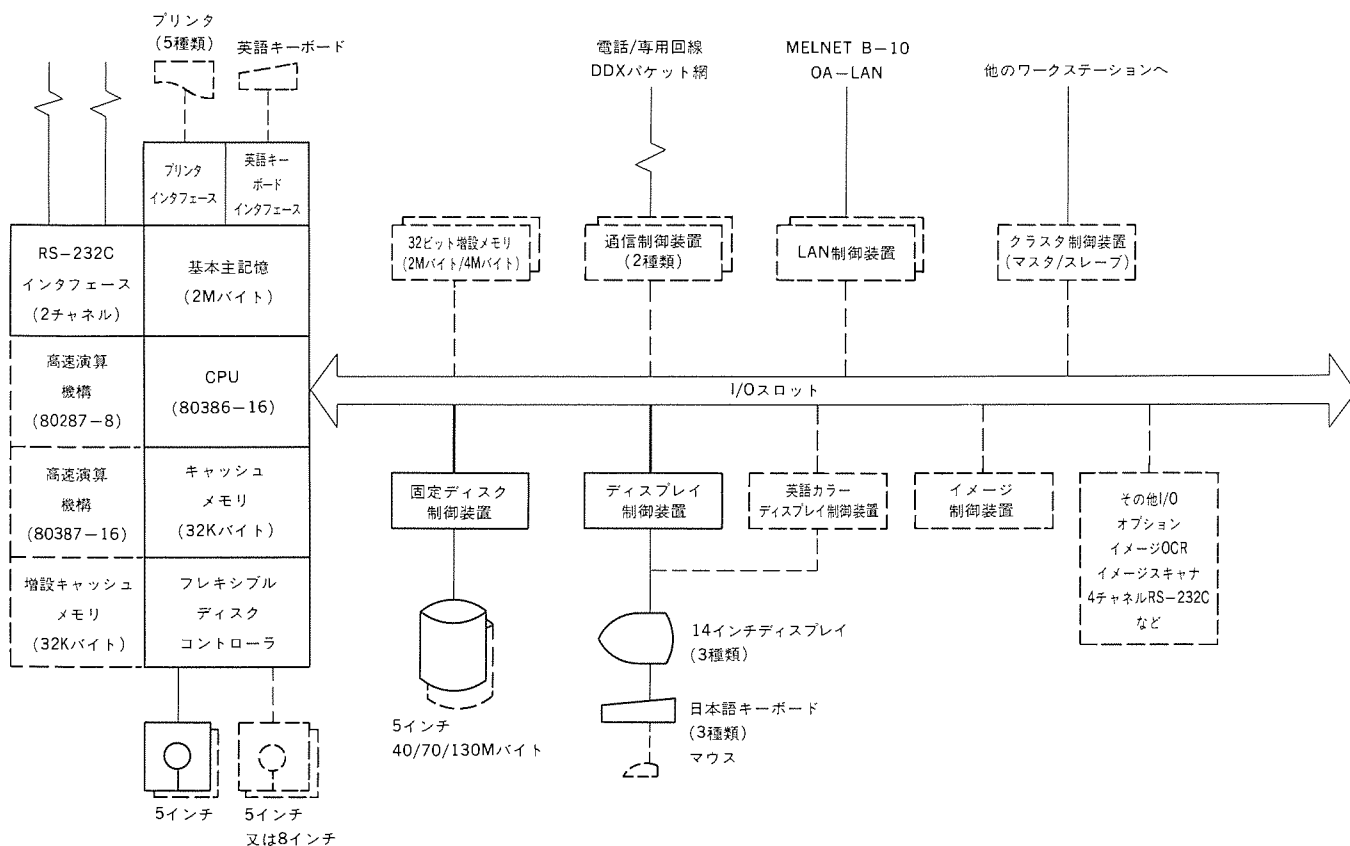 プリンタ
(5種類)
英語キーボード
電話/専用回線
DDXパケット網
MELNET B-10
OA-LAN
他のワークステーションへ
プリンタ
インタフェース
英語キー
ボード
インタフェース
RS-232C
インタフェース
(2チャネル)
基本主記憶
(2Mバイト)
32ビット増設メモリ
(2Mバイト/4Mバイト)
通信制御装置
(2種類)
LAN制御装置
クラスタ制御装置
(マスタ/スレーブ)
高速演算
機構
(80287-8)
CPU
(80386-16)
I/Oスロット
高速演算
機構
(80387-16)
キャッシュ
メモリ
(32Kバイト)
固定ディスク
制御装置
ディスプレイ
制御装置
英語カラー
ディスプレイ制御装置
イメージ
制御装置
その他I/O
オプション
イメージOCR
イメージスキャナ
4チャネルRS-232C
など
増設キャッシュ
メモリ
(32Kバイト)
フレキシブル
ディスク
コントローラ
14インチディスプレイ
(3種類)
5インチ
40/70/130Mバイト
日本語キーボード
(3種類)
マウス
5インチ
5インチ
又は8インチ